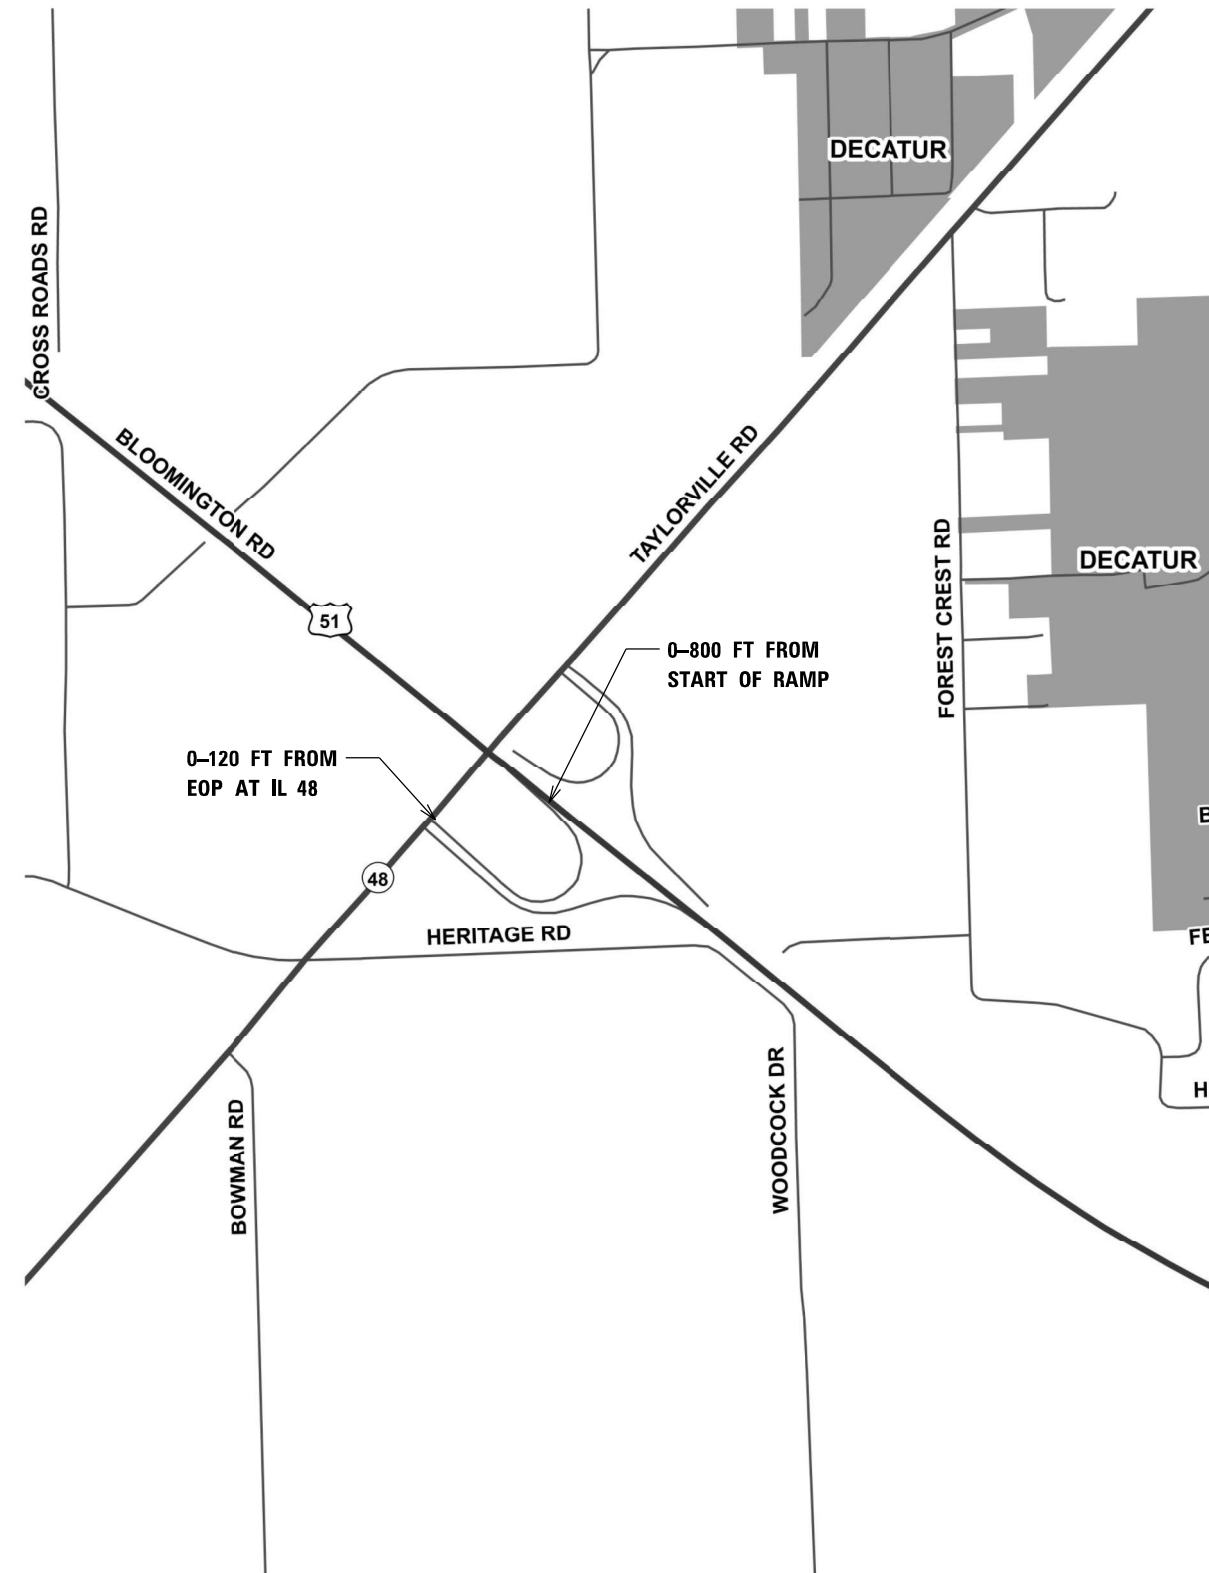 DECATUR
CROSS ROADS RD
BLOOMINGTON RD
TAYLORVILLE RD
FOREST CREST RD
DECATUR
51
0–800 FT FROM
START OF RAMP
0–120 FT FROM
EOP AT IL 48
48
HERITAGE RD
B
FE
H
WOODCOCK DR
BOWMAN RD